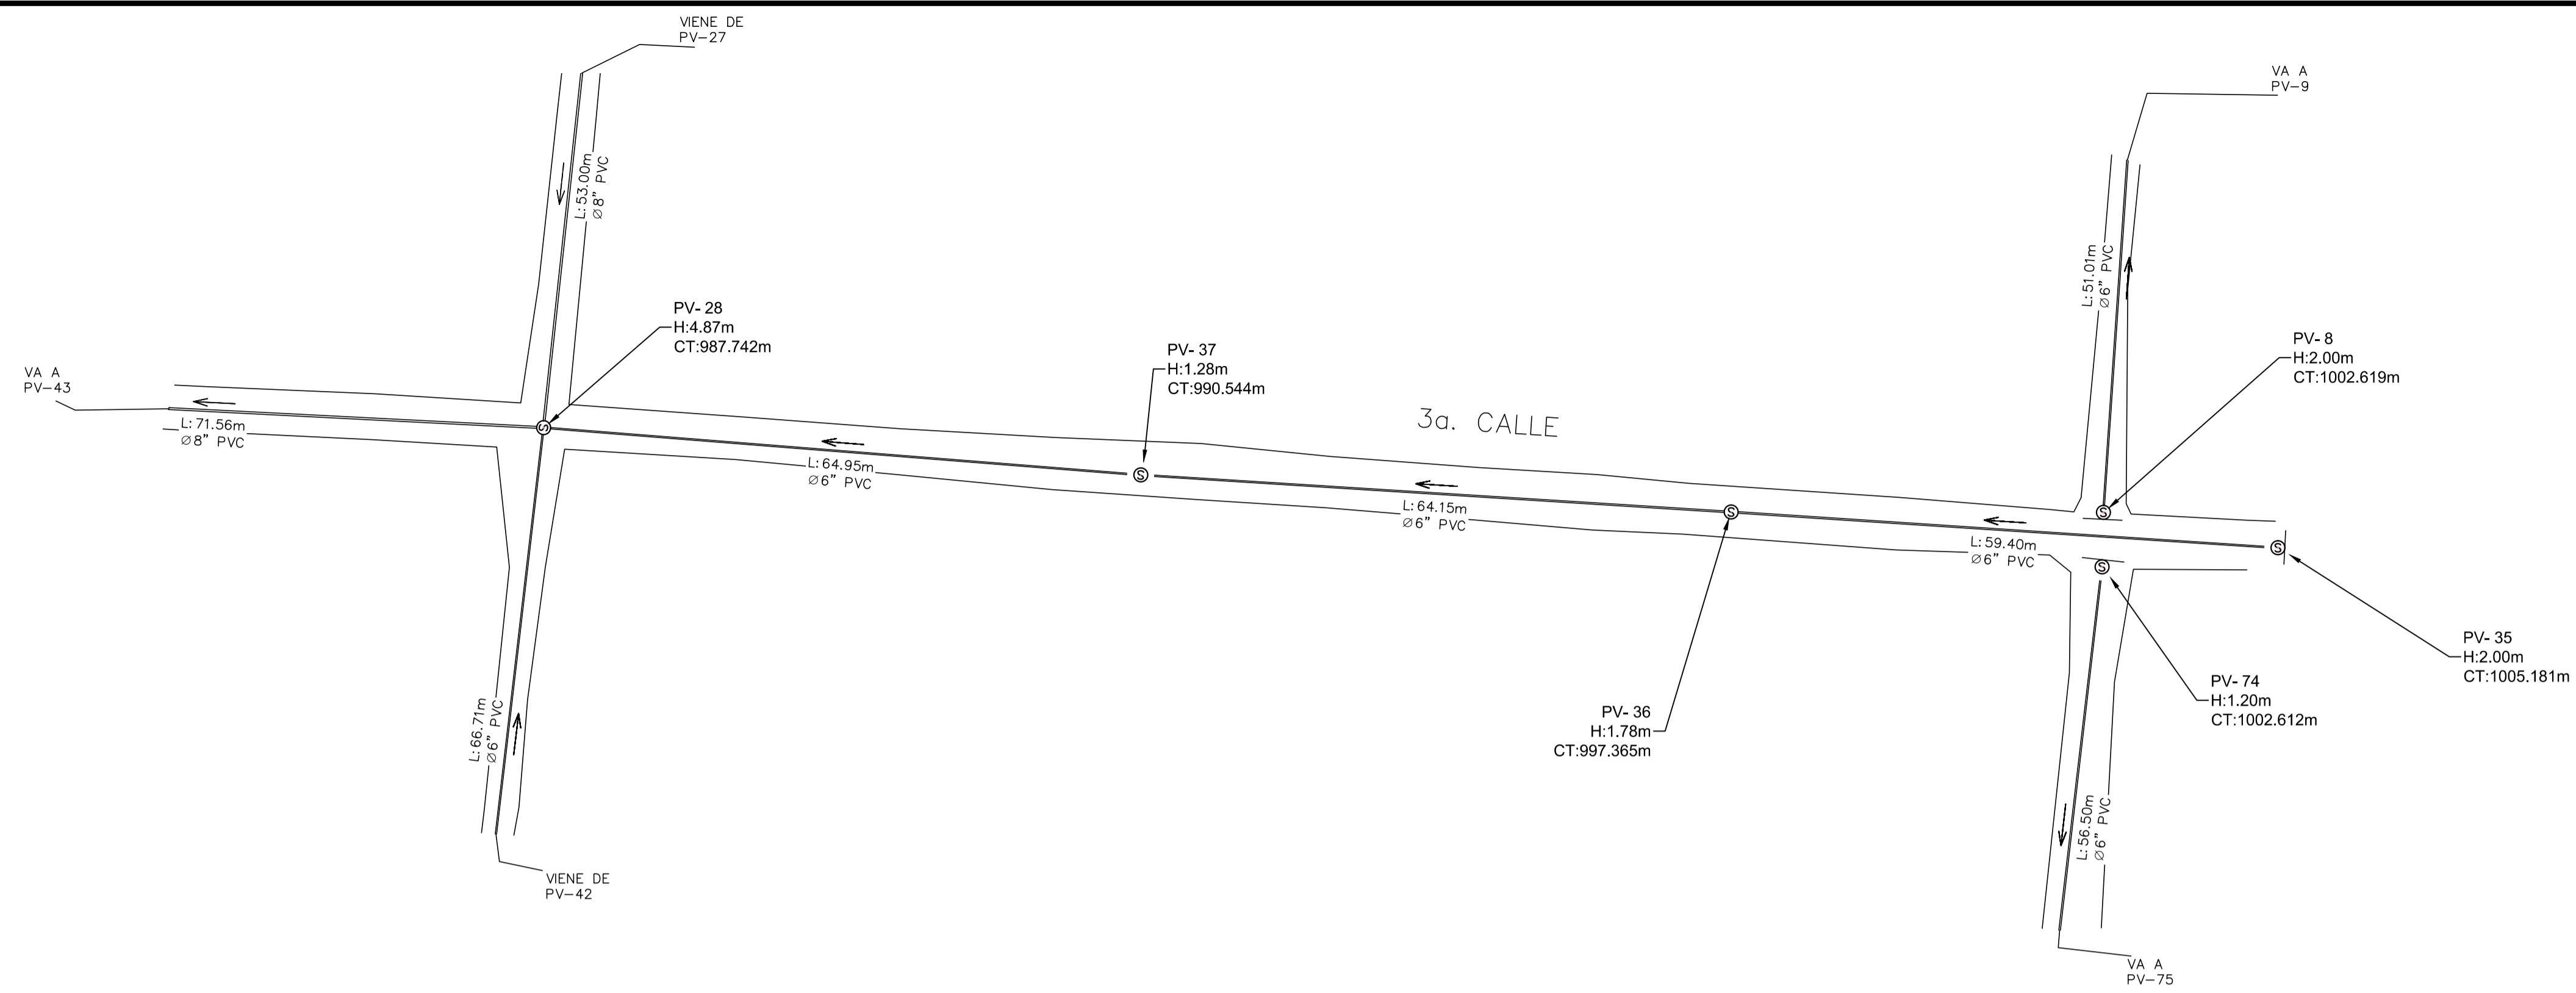 VIENE DE
PV-27
VA A
PV-9
L:53.00m
Ø8" PVC
L:51.01m
Ø6" PVC
PV-28
H:4.87m
CT:987.742m
PV-37
H:1.28m
CT:990.544m
PV-8
H:2.00m
CT:1002.619m
VA A
PV-43
L:71.56m
Ø8" PVC
3a. CALLE
L:64.95m
Ø6" PVC
L:64.15m
Ø6" PVC
L:59.40m
Ø6" PVC
S
S
S
S
S
S
PV-35
H:2.00m
CT:1005.181m
PV-74
H:1.20m
CT:1002.612m
PV-36
H:1.78m
CT:997.365m
L:66.71m
Ø6" PVC
L:56.50m
Ø6" PVC
VIENE DE
PV-42
VA A
PV-75